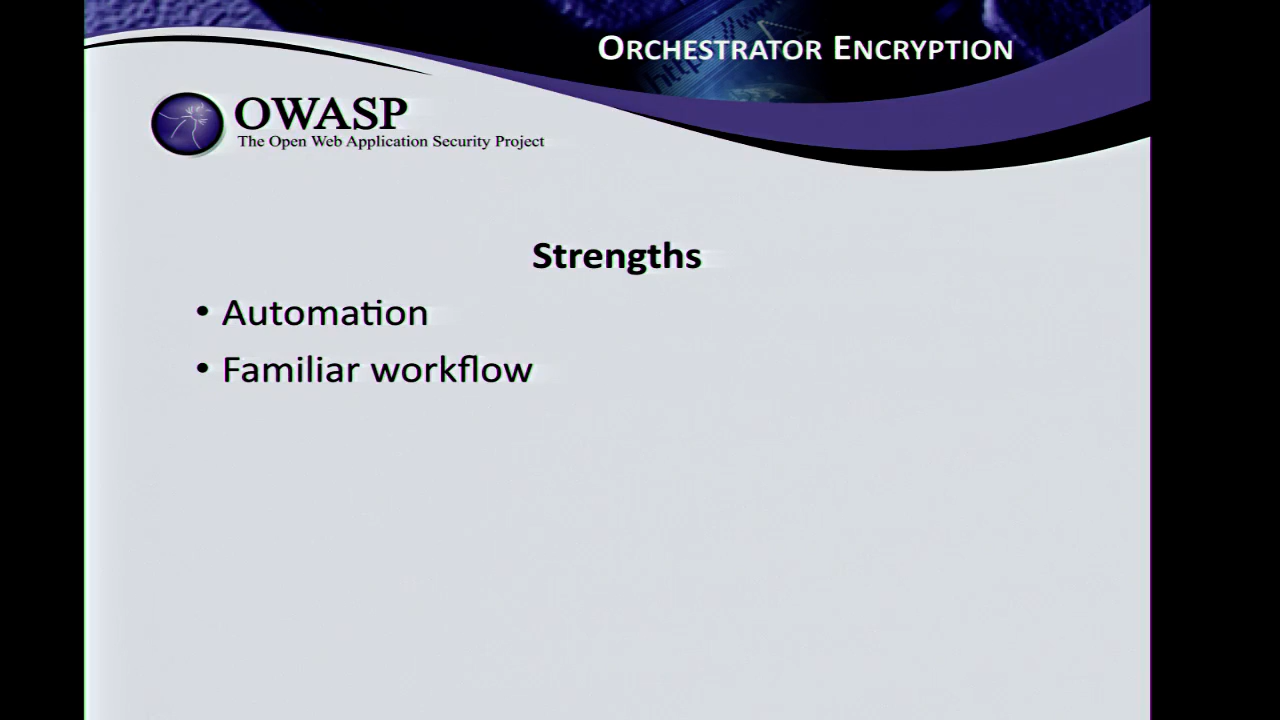 ORCHESTRATOR ENCRYPTION
OWASP
The Open Web Application Security Project
Strengths
• Automation
• Familiar workflow